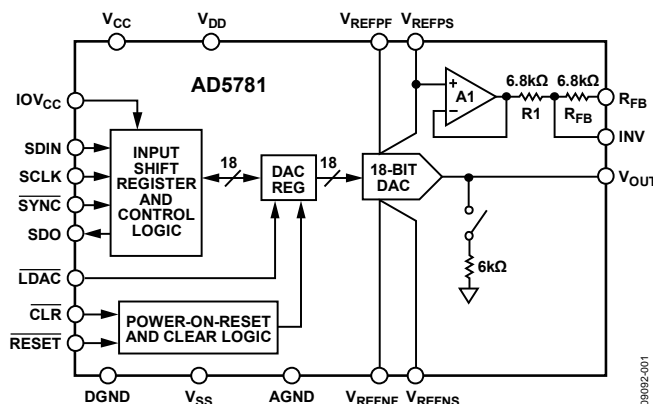 VCC
VDD
VREFPF
VREFPS
AD5781
IOVCC
SDIN
SCLK
SYNC
SDO
LDAC
CLR
RESET
INPUT
SHIFT
REGISTER
AND
CONTROL
LOGIC
18
DAC
REG
18
18-BIT
DAC
A1
+
–
6.8kΩ
R1
6.8kΩ
RFB
RFB
INV
VOUT
6kΩ
POWER-ON-RESET
AND CLEAR LOGIC
DGND
VSS
AGND
VREFNF
VREFNS
09092-001